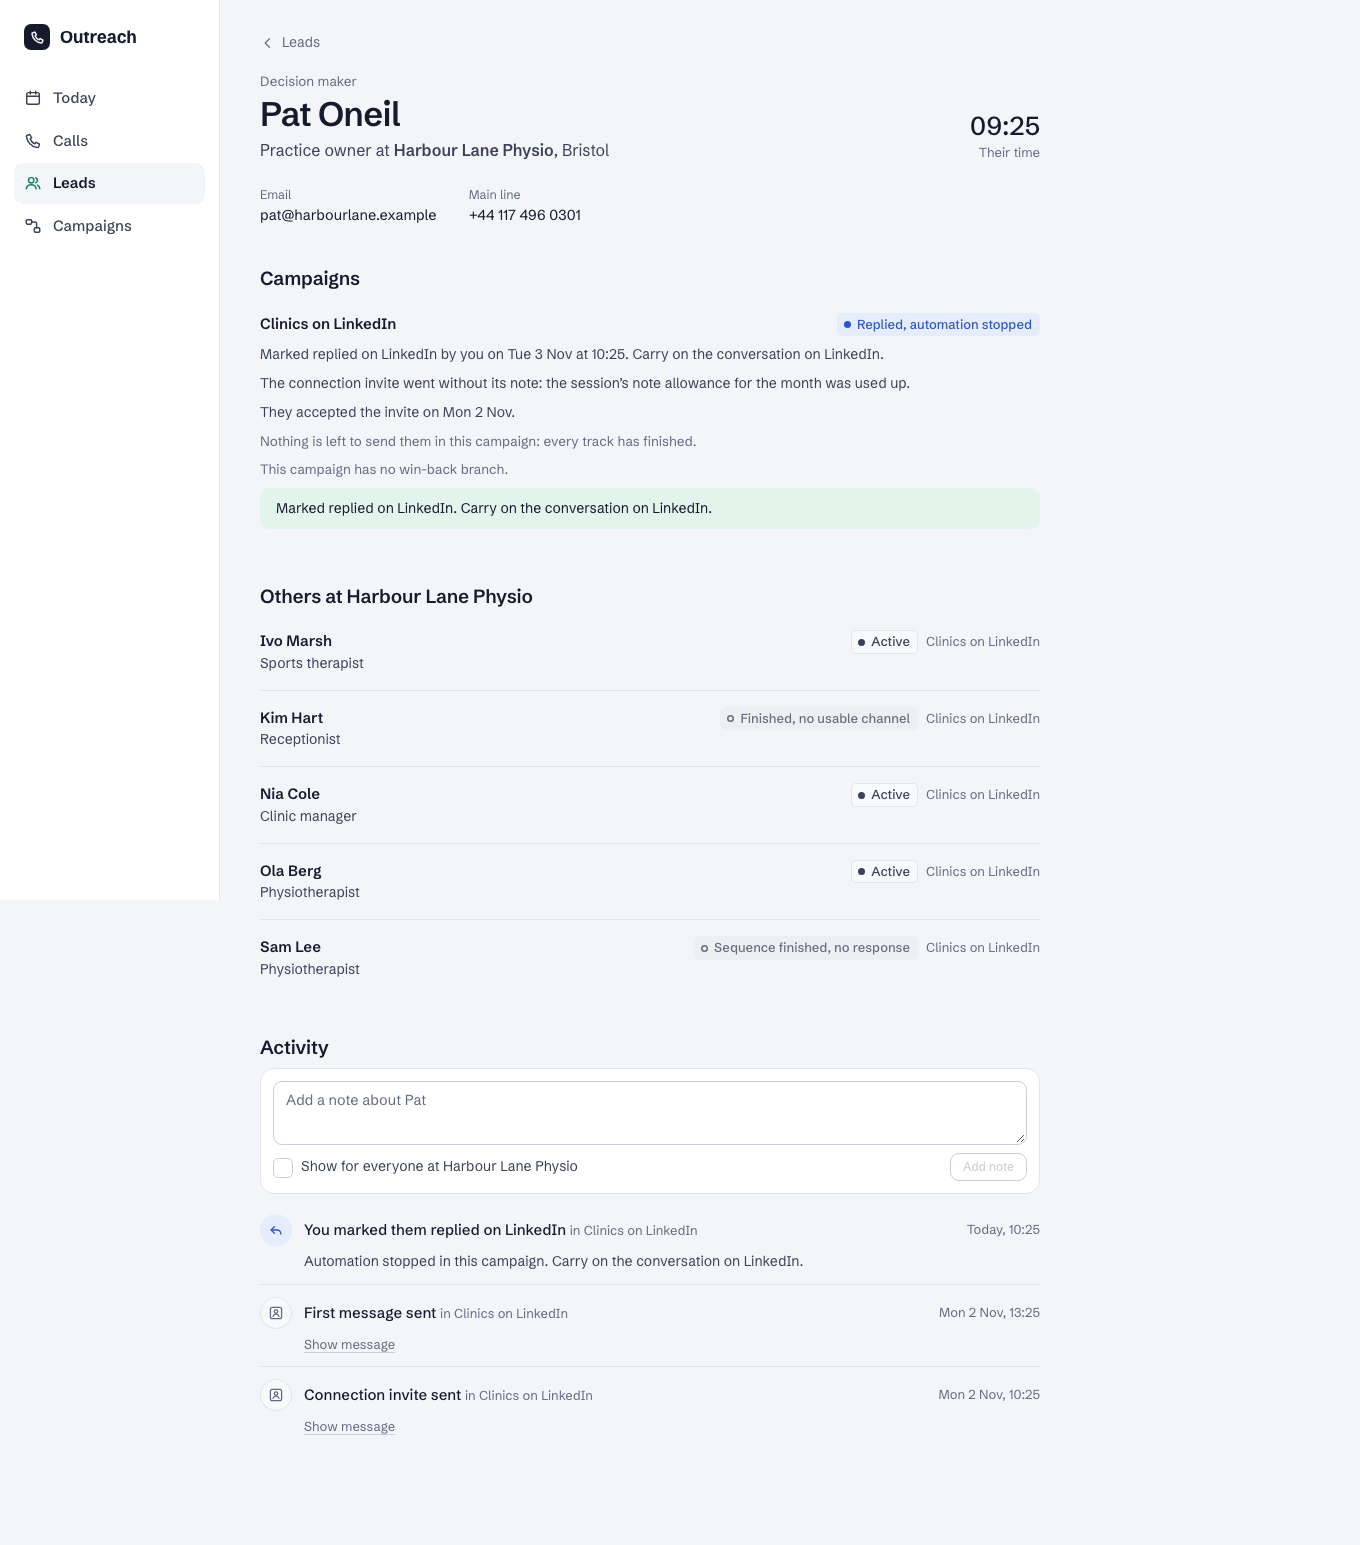 Outreach
Today
Calls
Leads
Campaigns
Leads
Decision maker
Pat Oneil
Practice owner at Harbour Lane Physio, Bristol
09:25
Their time
Email
Main line
pat@harbourlane.example
+44 117 496 0301
Campaigns
Clinics on LinkedIn
Replied, automation stopped
Marked replied on LinkedIn by you on Tue 3 Nov at 10:25. Carry on the conversation on LinkedIn.
The connection invite went without its note: the session's note allowance for the month was used up.
They accepted the invite on Mon 2 Nov.
Nothing is left to send them in this campaign: every track has finished.
This campaign has no win-back branch.
Marked replied on LinkedIn. Carry on the conversation on LinkedIn.
Others at Harbour Lane Physio
Ivo Marsh
Active
Clinics on LinkedIn
Sports therapist
Kim Hart
Finished, no usable channel
Clinics on LinkedIn
Receptionist
Nia Cole
Active
Clinics on LinkedIn
Clinic manager
Ola Berg
Active
Clinics on LinkedIn
Physiotherapist
Sam Lee
Sequence finished, no response
Clinics on LinkedIn
Physiotherapist
Activity
Add a note about Pat
Show for everyone at Harbour Lane Physio
Add note
You marked them replied on LinkedIn in Clinics on LinkedIn
Today, 10:25
Automation stopped in this campaign. Carry on the conversation on LinkedIn.
First message sent in Clinics on LinkedIn
Mon 2 Nov, 13:25
Show message
Connection invite sent in Clinics on LinkedIn
Mon 2 Nov, 10:25
Show message